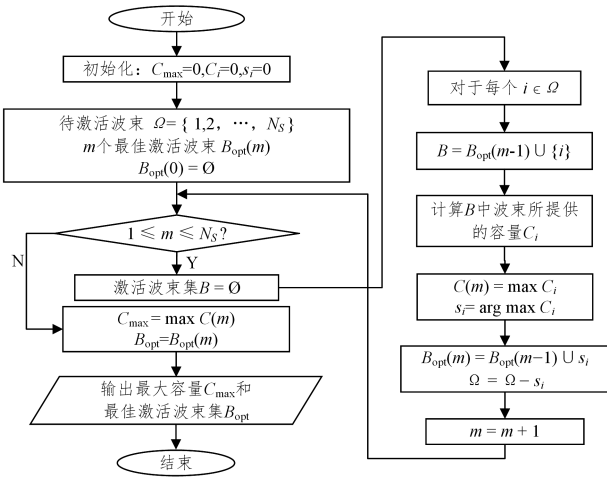 开始
初始化：Cmax=0,Ci=0,si=0
待激活波束 Ω={ 1,2, …, NS}
m个最佳激活波束 Bopt(m)
Bopt(0) = Ø
1 ≤ m ≤ NS?
N
Y
激活波束集B = Ø
Cmax = max C(m)
Bopt=Bopt(m)
输出最大容量Cmax和
最佳激活波束集Bopt
结束
对于每个 i ∈ Ω
B = Bopt(m-1) ∪ {i}
计算B中波束所提供
的容量Ci
C(m) = max Ci
si= arg max Ci
Bopt(m) = Bopt(m−1) ∪ si
Ω = Ω − si
m = m + 1